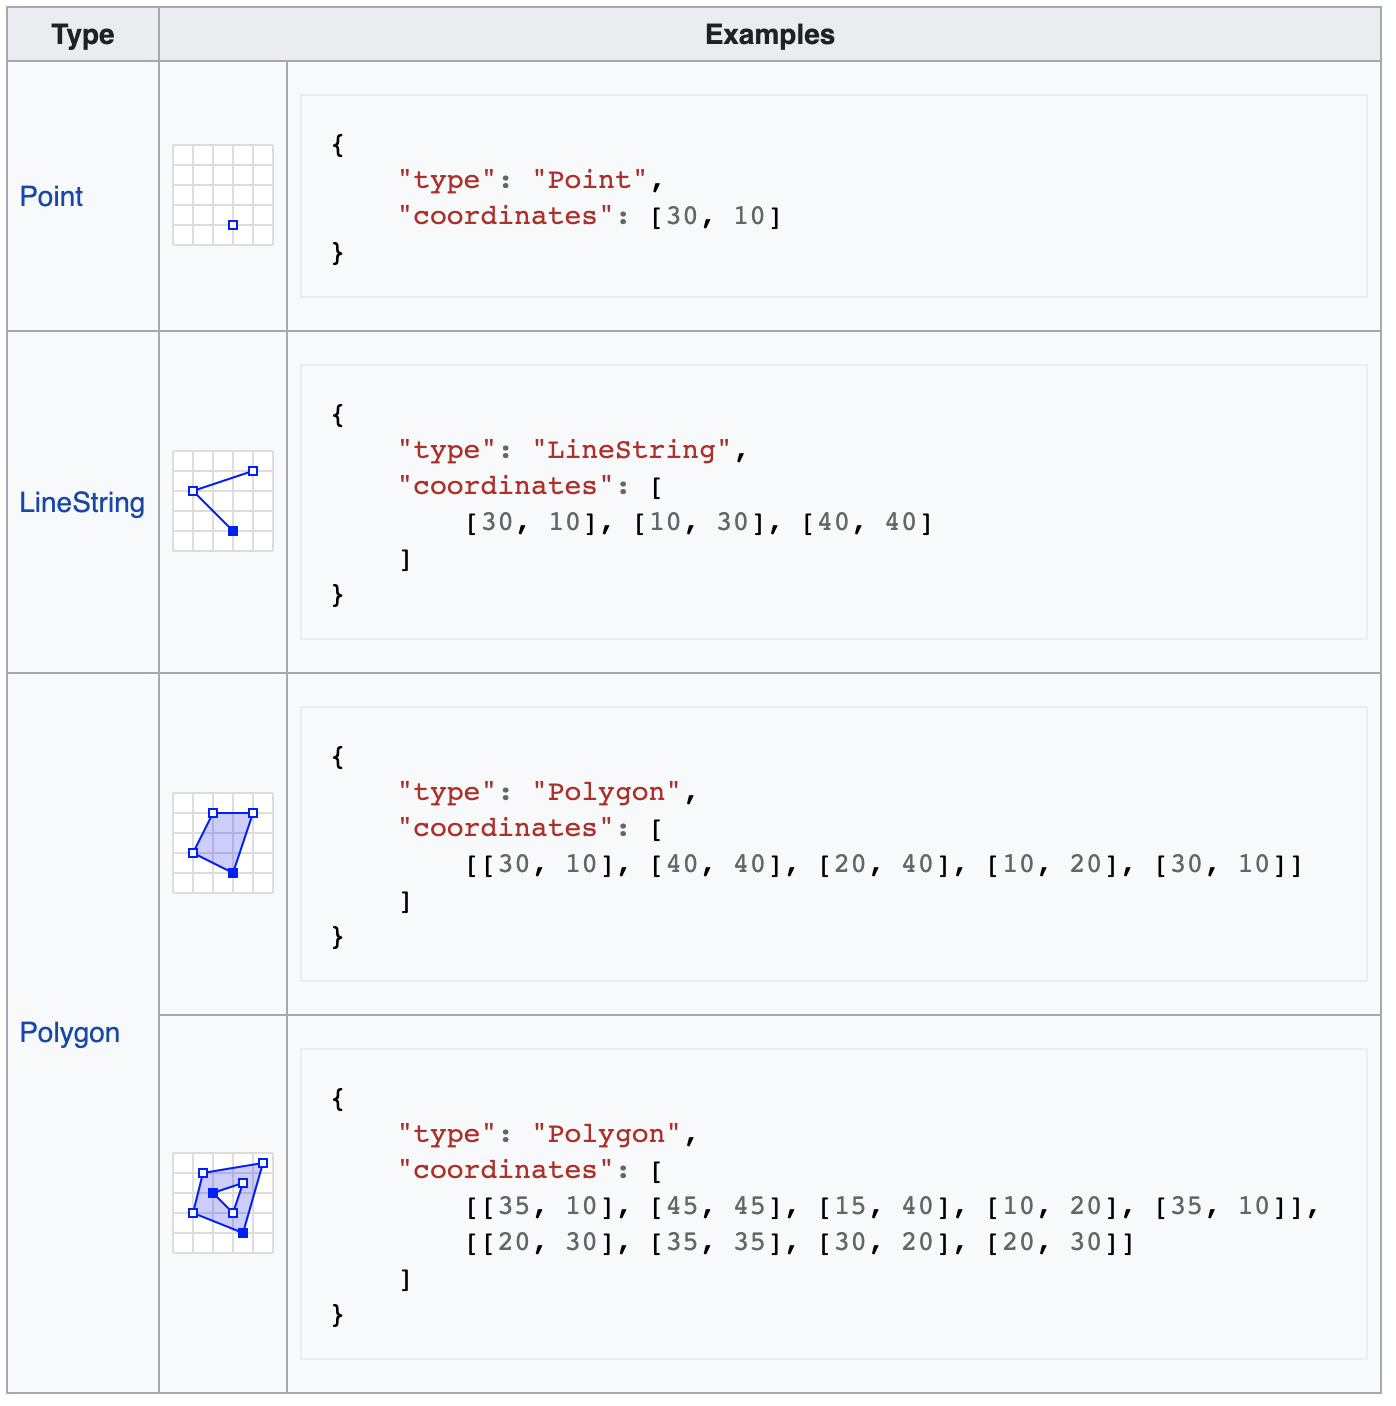 Type Examples
Point
{
"type": "Point",
"coordinates": [30, 10]
}
LineString
{
"type": "LineString",
"coordinates": [
[30, 10], [10, 30], [40, 40]
]
}
Polygon
{
"type": "Polygon",
"coordinates": [
[[30, 10], [40, 40], [20, 40], [10, 20], [30, 10]]
]
}
{
"type": "Polygon",
"coordinates": [
[[35, 10], [45, 45], [15, 40], [10, 20], [35, 10]],
[[20, 30], [35, 35], [30, 20], [20, 30]]
]
}